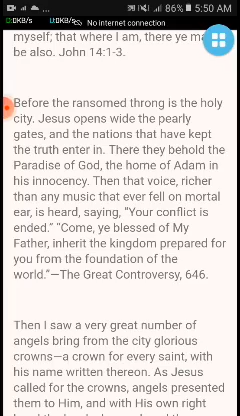 0:0KB/s U:0KB/s No internet connection 86% 5:50 AM
myself; that where I am, there ye
be also. John 14:1-3.
Before the ransomed throng is the holy
city. Jesus opens wide the pearly
gates, and the nations that have kept
the truth enter in. There they behold the
Paradise of God, the home of Adam in
his innocency. Then that voice, richer
than any music that ever fell on mortal
ear, is heard, saying, “Your conflict is
ended.” “Come, ye blessed of My
Father, inherit the kingdom prepared for
you from the foundation of the
world.”—The Great Controversy, 646.
Then I saw a very great number of
angels bring from the city glorious
crowns—a crown for every saint, with
his name written thereon. As Jesus
called for the crowns, angels presented
them to Him, and with His own right